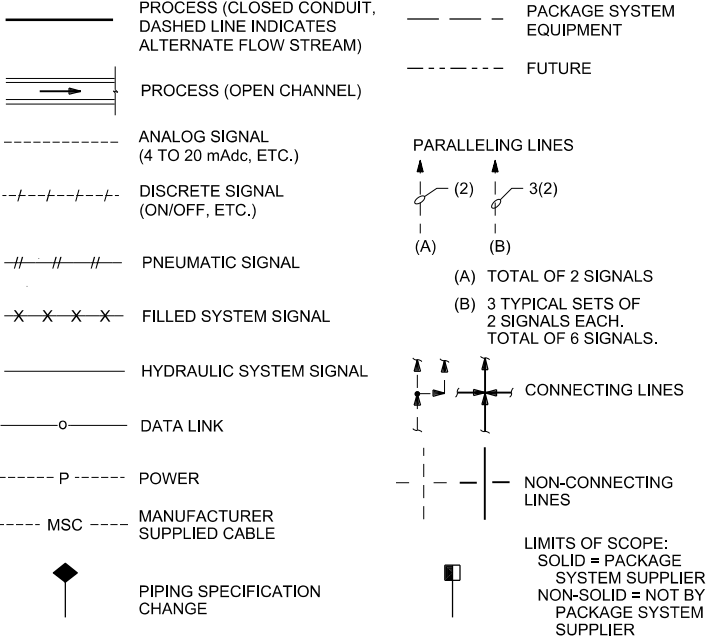 PROCESS (CLOSED CONDUIT,
DASHED LINE INDICATES
ALTERNATE FLOW STREAM)
PROCESS (OPEN CHANNEL)
ANALOG SIGNAL
(4 TO 20 mAdc, ETC.)
DISCRETE SIGNAL
(ON/OFF, ETC.)
PNEUMATIC SIGNAL
FILLED SYSTEM SIGNAL
HYDRAULIC SYSTEM SIGNAL
DATA LINK
P
POWER
MSC
MANUFACTURER
SUPPLIED CABLE
PIPING SPECIFICATION
CHANGE
PACKAGE SYSTEM
EQUIPMENT
FUTURE
PARALLELING LINES
(2)
3(2)
(A)
(B)
(A) TOTAL OF 2 SIGNALS
(B) 3 TYPICAL SETS OF
2 SIGNALS EACH.
TOTAL OF 6 SIGNALS.
CONNECTING LINES
NON-CONNECTING
LINES
LIMITS OF SCOPE:
SOLID = PACKAGE
SYSTEM SUPPLIER
NON-SOLID = NOT BY
PACKAGE SYSTEM
SUPPLIER